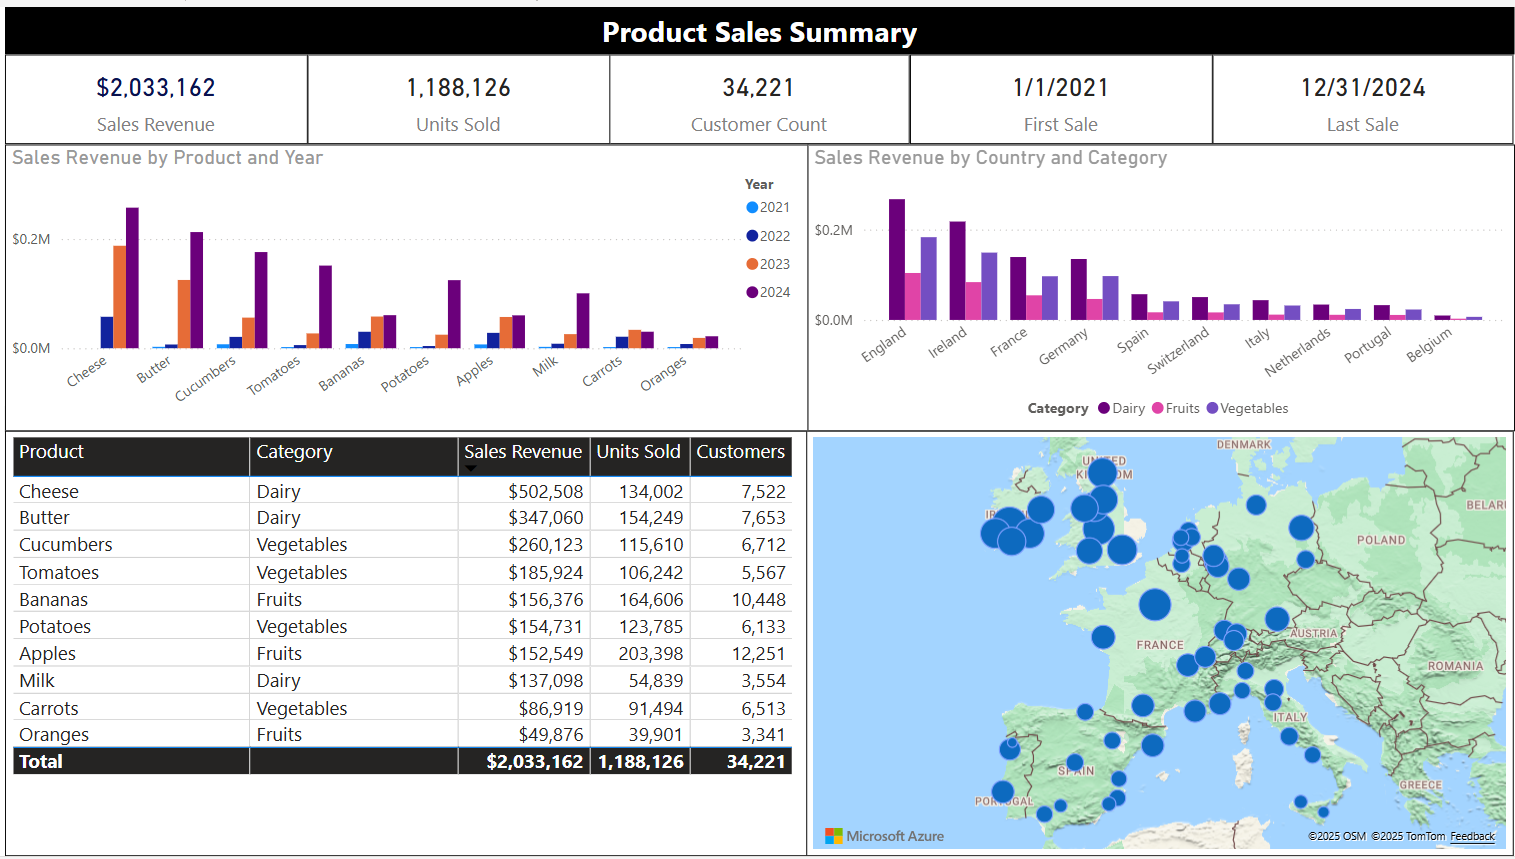 Product Sales Summary
$2,033,162
Sales Revenue
1,188,126
Units Sold
34,221
Customer Count
1/1/2021
First Sale
12/31/2024
Last Sale
Sales Revenue by Product and Year
Year
2021
2022
2023
2024
$0.2M
$0.0M
Cheese
Butter
Cucumbers
Tomatoes
Bananas
Potatoes
Apples
Milk
Carrots
Oranges
Sales Revenue by Country and Category
$0.2M
$0.0M
England
Ireland
France
Germany
Spain
Switzerland
Italy
Netherlands
Portugal
Belgium
Category Dairy Fruits Vegetables
Product Category Sales Revenue Units Sold Customers
Cheese Dairy $502,508 134,002 7,522
Butter Dairy $347,060 154,249 7,653
Cucumbers Vegetables $260,123 115,610 6,712
Tomatoes Vegetables $185,924 106,242 5,567
Bananas Fruits $156,376 164,606 10,448
Potatoes Vegetables $154,731 123,785 6,133
Apples Fruits $152,549 203,398 12,251
Milk Dairy $137,098 54,839 3,554
Carrots Vegetables $86,919 91,494 6,513
Oranges Fruits $49,876 39,901 3,341
Total $2,033,162 1,188,126 34,221
DENMARK
POLAND
FRANCE
AUSTRIA
ROMANIA
ITALY
SPAIN
GREECE
Microsoft Azure
©2025 OSM ©2025 TomTom Feedback